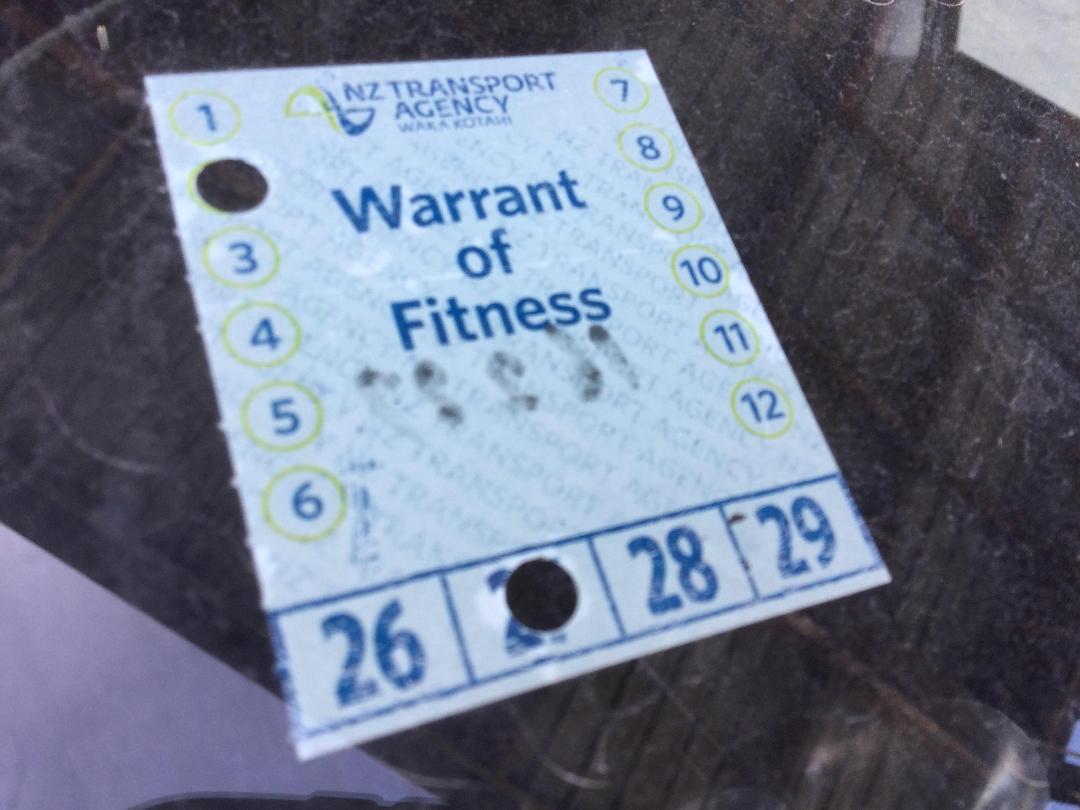 NZ TRANSPORT
AGENCY
WAKA KOTAHI
1
7
8
9
10
11
12
3
4
5
6
Warrant
of
Fitness
26
28
29